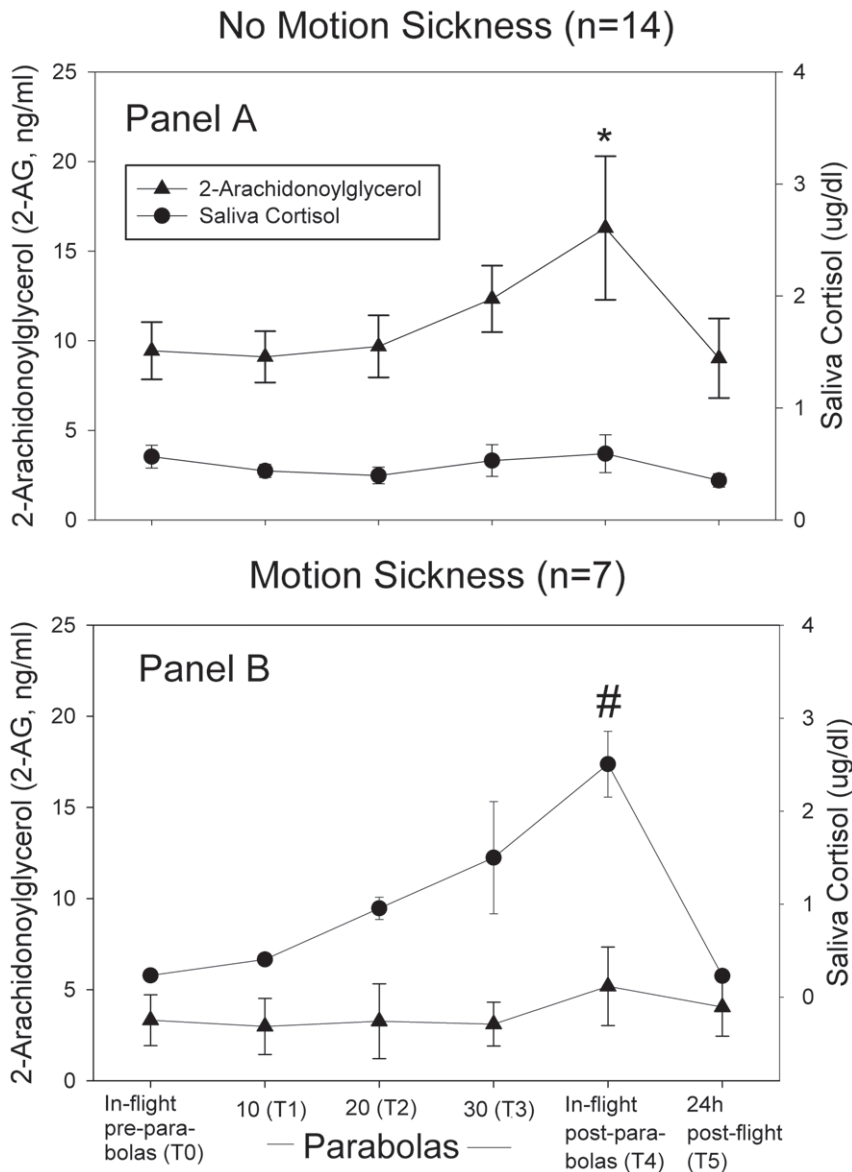 No Motion Sickness (n=14)
Panel A
*
2-Arachidonoylglycerol
Saliva Cortisol
2-Arachidonoylglycerol (2-AG, ng/ml)
25
20
15
10
5
0
Saliva Cortisol (ug/dl)
4
3
2
1
0
Motion Sickness (n=7)
Panel B
#
2-Arachidonoylglycerol (2-AG, ng/ml)
25
20
15
10
5
0
Saliva Cortisol (ug/dl)
4
3
2
1
0
In-flight
pre-para-
bolas (T0)
10 (T1)
20 (T2)
30 (T3)
In-flight
post-para-
bolas (T4)
24h
post-flight
(T5)
Parabolas